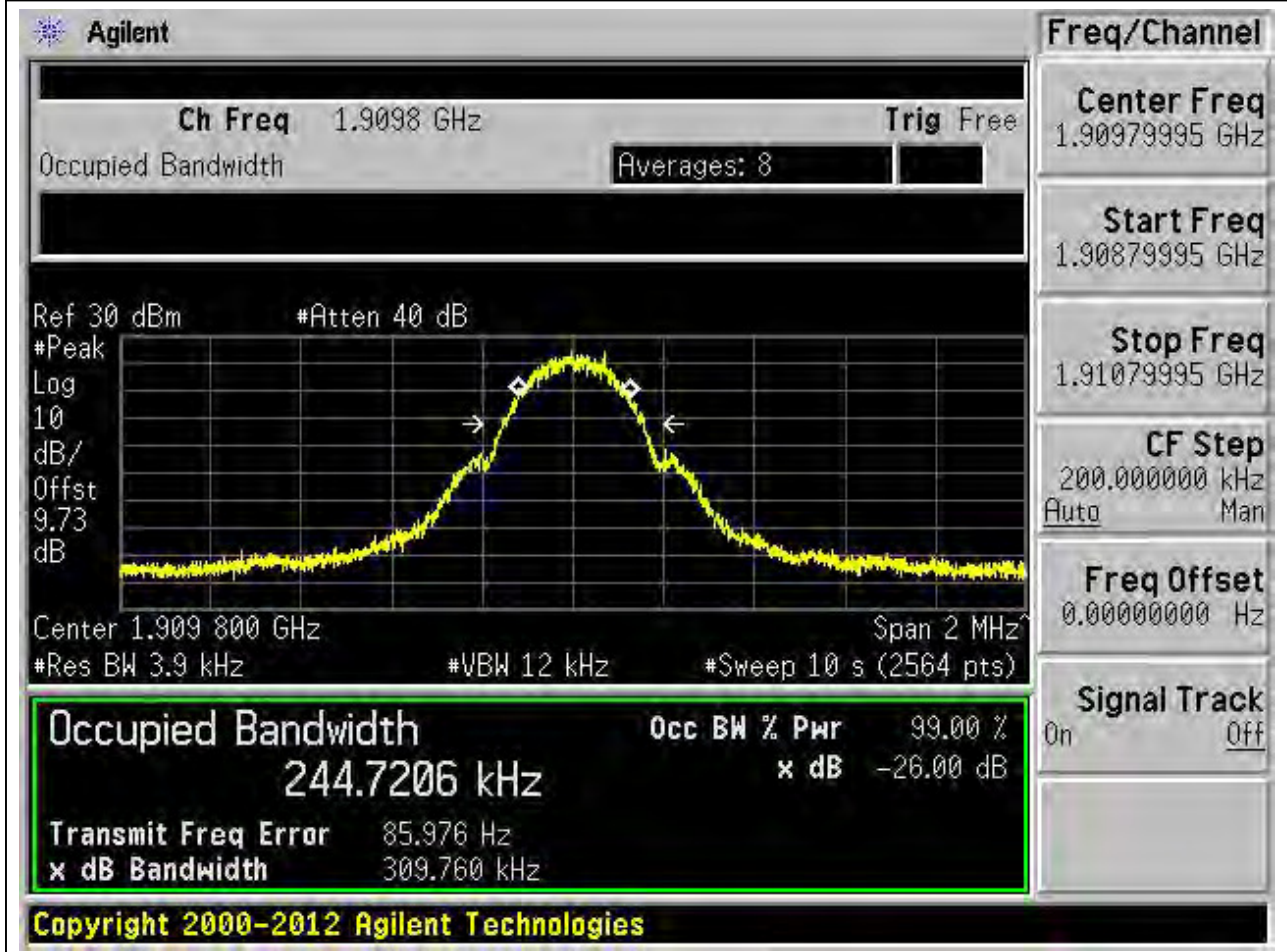 Agilent
Freq/Channel
Ch Freq 1.9098 GHz Trig Free
Occupied Bandwidth Averages: 8
Center Freq
1.90979995 GHz
Start Freq
1.90879995 GHz
Stop Freq
1.91079995 GHz
CF Step
200.000000 kHz
Auto Man
Freq Offset
0.00000000 Hz
Signal Track
On Off
Ref 30 dBm #Atten 40 dB
#Peak
Log
10
dB/
Offst
9.73
dB
Center 1.909 800 GHz Span 2 MHz^
#Res BW 3.9 kHz #VBW 12 kHz #Sweep 10 s (2564 pts)
Occupied Bandwidth
244.7206 kHz
Occ BW % Pwr 99.00 %
x dB -26.00 dB
Transmit Freq Error 85.976 Hz
x dB Bandwidth 309.760 kHz
Copyright 2000-2012 Agilent Technologies